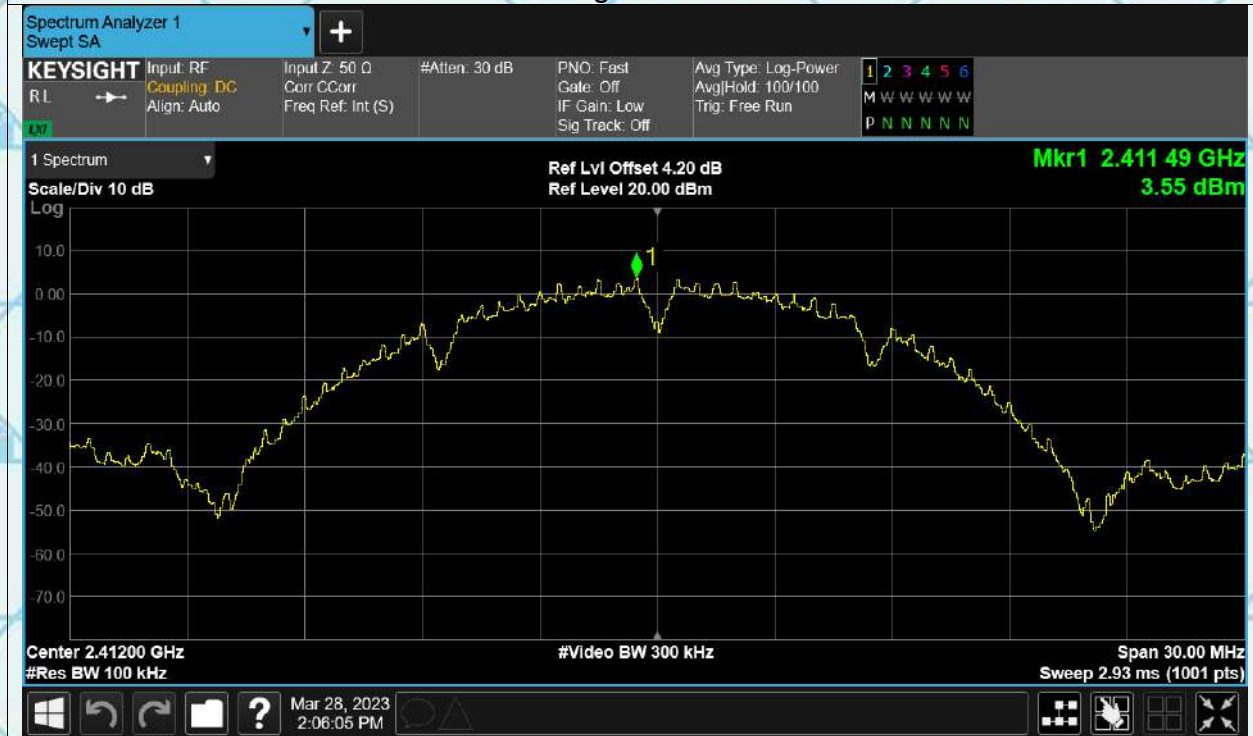 Spectrum Analyzer 1
Swept SA
+
KEYSIGHT Input: RF Input Z: 50 Ω #Atten: 30 dB PNO: Fast Avg Type: Log-Power 1 2 3 4 5 6
RL Coupling: DC Corr CCorr Gate: Off Avg|Hold: 100/100 M W W W W W
Align: Auto Freq Ref: Int (S) IF Gain: Low Trig: Free Run P N N N N N
LXI Sig Track: Off
1 Spectrum Ref Lvl Offset 4.20 dB Mkr1 2.411 49 GHz
Scale/Div 10 dB Ref Level 20.00 dBm 3.55 dBm
Log
10.0
1
0.00
-10.0
-20.0
-30.0
-40.0
-50.0
-60.0
-70.0
Center 2.41200 GHz #Video BW 300 kHz Span 30.00 MHz
#Res BW 100 kHz Sweep 2.93 ms (1001 pts)
? Mar 28, 2023
2:06:05 PM